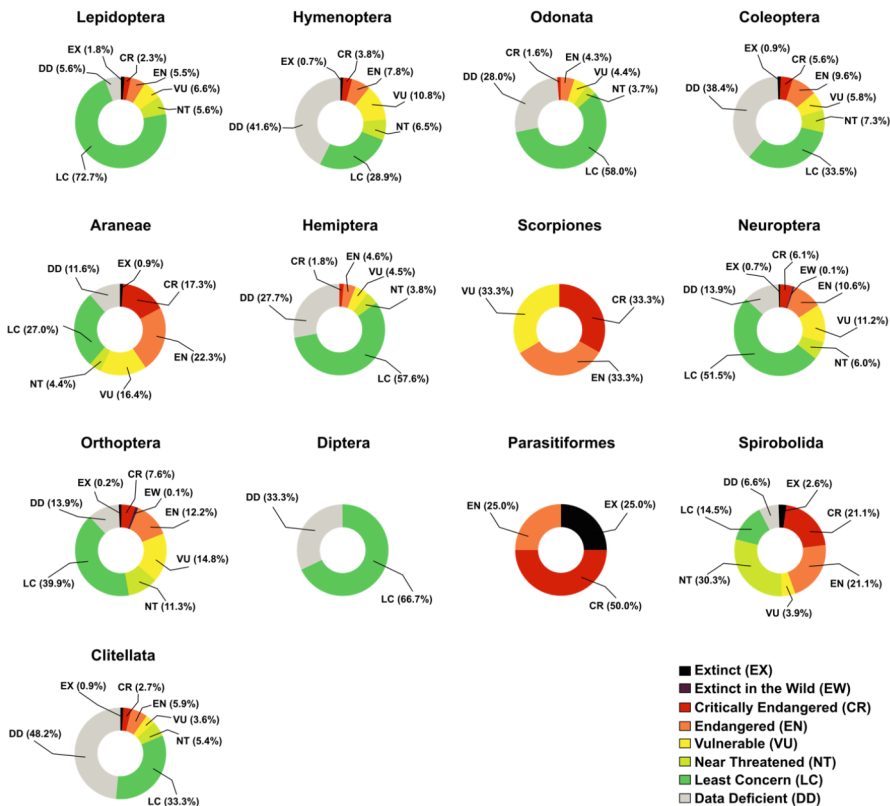 Lepidoptera
EX (1.8%)
CR (2.3%)
DD (5.6%)
EN (5.5%)
VU (6.6%)
NT (5.6%)
LC (72.7%)
Hymenoptera
EX (0.7%)
CR (3.8%)
EN (7.8%)
VU (10.8%)
DD (41.6%)
NT (6.5%)
LC (28.9%)
Odonata
CR (1.6%)
EN (4.3%)
VU (4.4%)
DD (28.0%)
NT (3.7%)
LC (58.0%)
Coleoptera
EX (0.9%)
CR (5.6%)
EN (9.6%)
DD (38.4%)
VU (5.8%)
NT (7.3%)
LC (33.5%)
Araneae
EX (0.9%)
DD (11.6%)
CR (17.3%)
LC (27.0%)
EN (22.3%)
NT (4.4%)
VU (16.4%)
Hemiptera
CR (1.8%)
EN (4.6%)
VU (4.5%)
NT (3.8%)
DD (27.7%)
LC (57.6%)
Scorpiones
VU (33.3%)
CR (33.3%)
EN (33.3%)
Neuroptera
CR (6.1%)
EX (0.7%)
EW (0.1%)
EN (10.6%)
DD (13.9%)
VU (11.2%)
NT (6.0%)
LC (51.5%)
Orthoptera
EX (0.2%)
CR (7.6%)
EW (0.1%)
DD (13.9%)
EN (12.2%)
VU (14.8%)
LC (39.9%)
NT (11.3%)
Diptera
DD (33.3%)
LC (66.7%)
Parasitiformes
EN (25.0%)
EX (25.0%)
CR (50.0%)
Spirobolida
DD (6.6%)
EX (2.6%)
LC (14.5%)
CR (21.1%)
NT (30.3%)
EN (21.1%)
VU (3.9%)
Clitellata
EX (0.9%)
CR (2.7%)
EN (5.9%)
VU (3.6%)
DD (48.2%)
NT (5.4%)
LC (33.3%)
Extinct (EX)
Extinct in the Wild (EW)
Critically Endangered (CR)
Endangered (EN)
Vulnerable (VU)
Near Threatened (NT)
Least Concern (LC)
Data Deficient (DD)